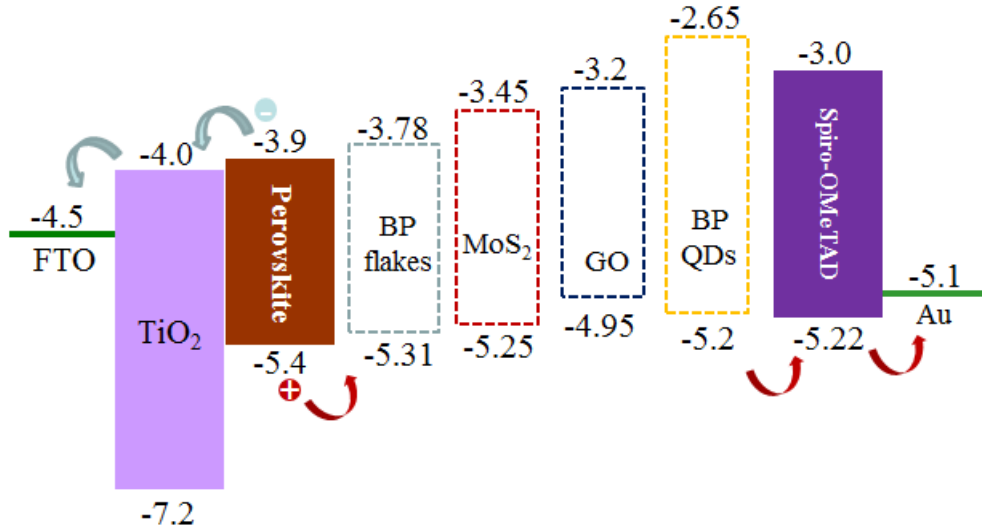 -2.65
-3.0
-3.2
-3.45
-3.78
-3.9
-4.0
-4.5
FTO
TiO₂
Perovskite
BP
flakes
MoS₂
GO
BP
QDs
Spiro-OMeTAD
-5.1
Au
-4.95
-5.2
-5.22
-5.25
-5.31
-5.4
-7.2
−
+